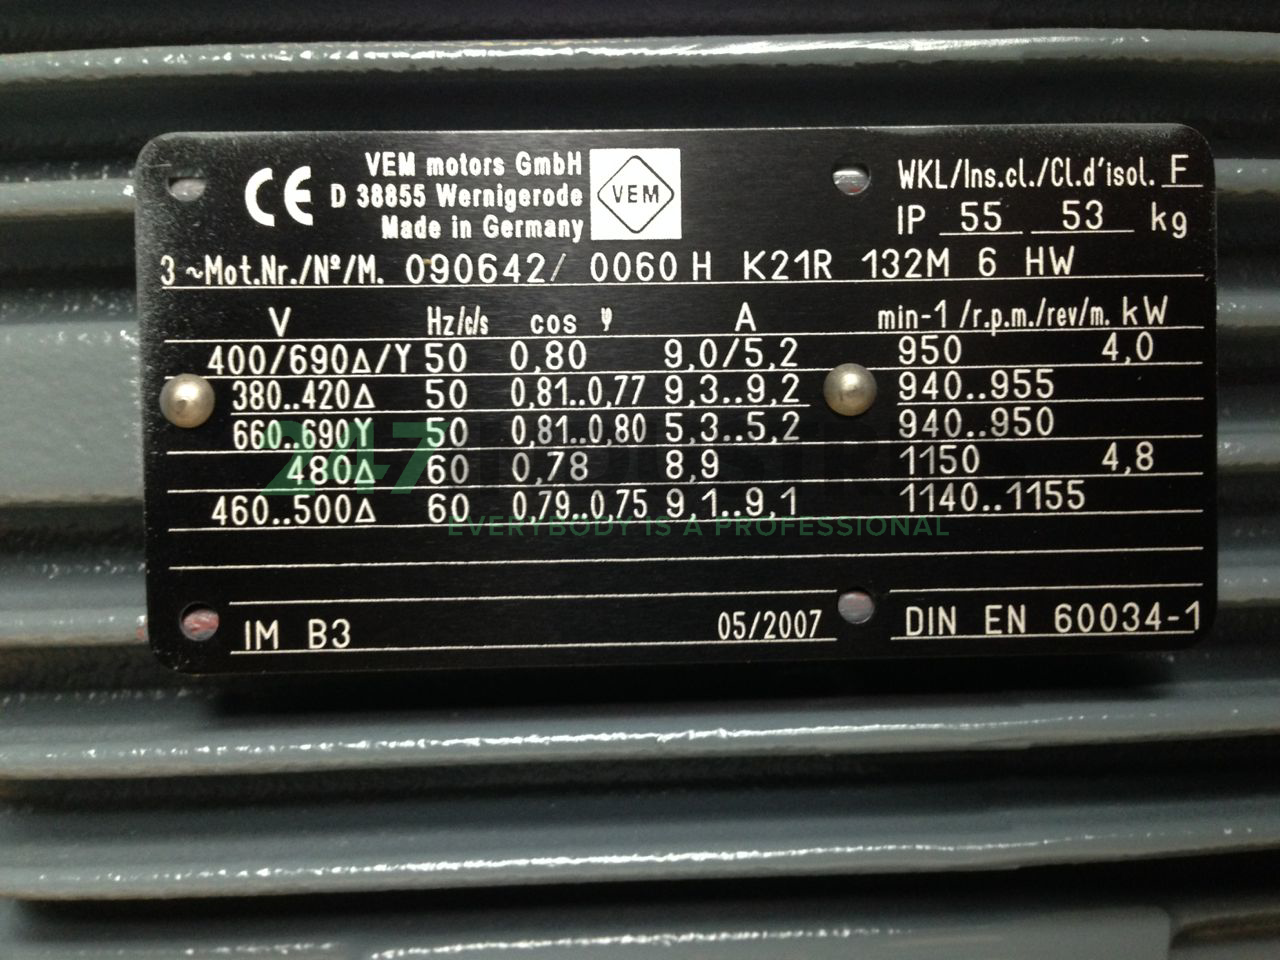 VEM motors GmbH
D 38855 Wernigerode
Made in Germany
CE
VEM
WKL/Ins.cl./Cl.d'isol. F
IP 55 53 kg
3~Mot.Nr./Nº/M. 090642/ 0060 H K21R 132M 6 HW
V Hz/c/s cos φ A min-1/r.p.m./rev/m. kW
400/690Δ/Y 50 0,80 9,0/5,2 950 4,0
380..420Δ 50 0,81..0,77 9,3..9,2 940..955
660..690Y 50 0,81..0,80 5,3..5,2 940..950
480Δ 60 0,78 8,9 1150 4,8
460..500Δ 60 0,79..0,75 9,1..9,1 1140..1155
247
EVERYBODY IS A PROFESSIONAL
IM B3 05/2007 DIN EN 60034-1